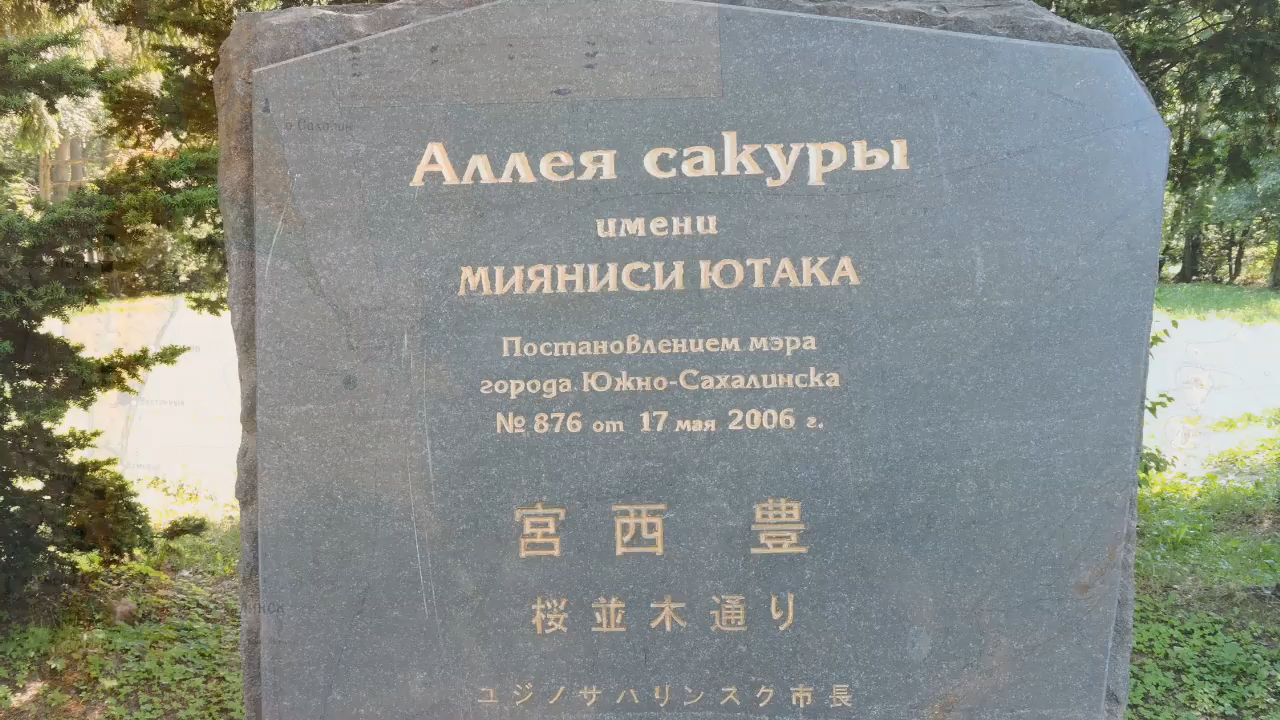 о.Сахалин
Аллея сакуры
имени
МИЯНИСИ ЮТАКА
Постановлением мэра
города Южно-Сахалинска
№ 876 от 17 мая 2006 г.
宮西 豊
桜並木通り
ユジノサハリンスク市長